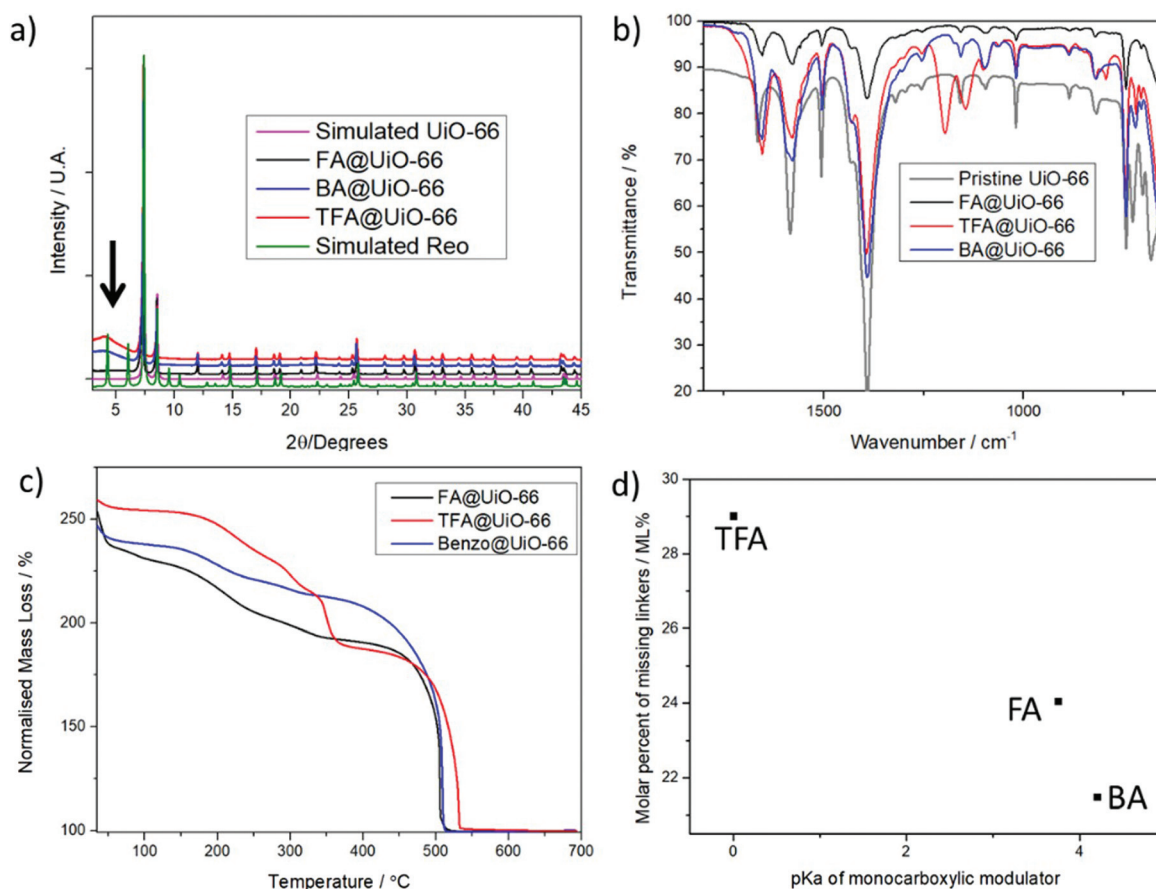 a)
Intensity / U.A.
Simulated UiO-66
FA@UiO-66
BA@UiO-66
TFA@UiO-66
Simulated Reo
5 10 15 20 25 30 35 40 45
2θ/Degrees
b)
Transmittance / %
100
90
80
70
60
50
40
30
20
Pristine UiO-66
FA@UiO-66
TFA@UiO-66
BA@UiO-66
1500 1000
Wavenumber / cm⁻¹
c)
Normalised Mass Loss / %
250
200
150
100
FA@UiO-66
TFA@UiO-66
Benzo@UiO-66
100 200 300 400 500 600 700
Temperature / °C
d)
Molar percent of missing linkers / ML%
30
28
26
24
22
TFA
FA
BA
0 2 4
pKa of monocarboxylic modulator